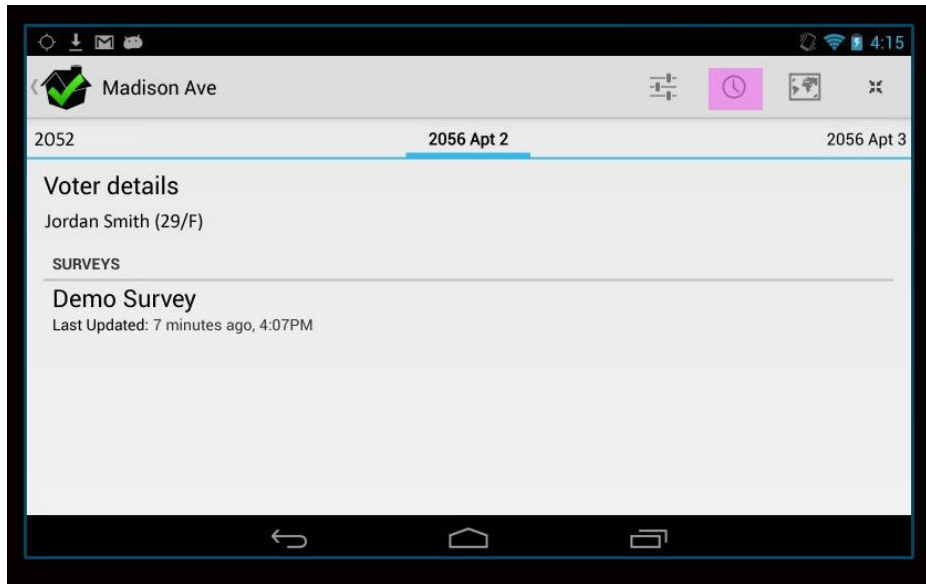 4:15
Madison Ave
2052 2056 Apt 2 2056 Apt 3
Voter details
Jordan Smith (29/F)
SURVEYS
Demo Survey
Last Updated: 7 minutes ago, 4:07PM